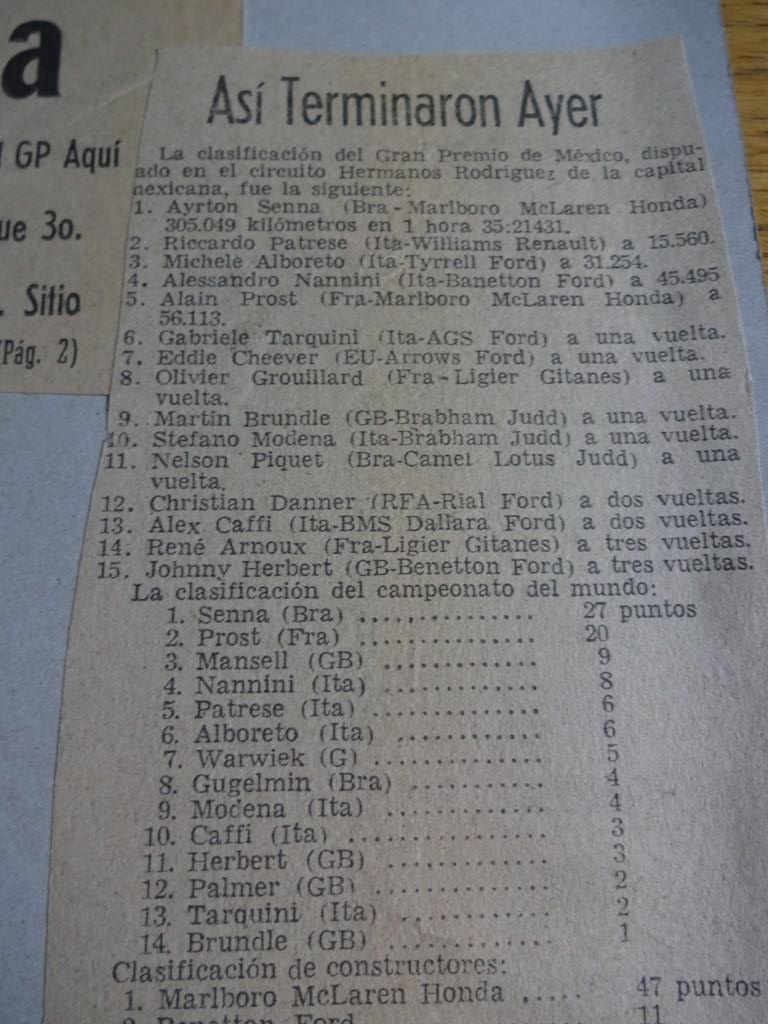 a
GP Aquí
ue 3o.
Sitio
Pág. 2)
Así Terminaron Ayer
La clasificación del Gran Premio de México, dispu-
ado en el circuito Hermanos Rodríguez de la capital
nexicana, fue la siguiente:
1. Ayrton Senna (Bra-Marlboro McLaren Honda)
305.049 kilómetros en 1 hora 35:21431.
2. Riccardo Patrese (Ita-Williams Renault) a 15.560.
3. Michele Alboreto (Ita-Tyrrell Ford) a 31.254.
4. Alessandro Nannini (Ita-Banetton Ford) a 45.495
5. Alain Prost (Fra-Marlboro McLaren Honda) a
56.113.
6. Gabriele Tarquini (Ita-AGS Ford) a una vuelta.
7. Eddie Cheever (EU-Arrows Ford) a una vuelta.
8. Olivier Grouillard (Fra-Ligier Gitanes) a una
vuelta.
9. Martin Brundle (GB-Brabham Judd) a una vuelta.
10. Stefano Modena (Ita-Brabham Judd) a una vuelta.
11. Nelson Piquet (Bra-Camel Lotus Judd) a una
vuelta.
12. Christian Danner (RFA-Rial Ford) a dos vueltas.
13. Alex Caffi (Ita-BMS Dallara Ford) a dos vueltas.
14. René Arnoux (Fra-Ligier Gitanes) a tres vueltas.
15. Johnny Herbert (GB-Benetton Ford) a tres vueltas.
La clasificación del campeonato del mundo:
1. Senna (Bra) ................ 27 puntos
2. Prost (Fra) ................ 20
3. Mansell (GB) .............. 9
4. Nannini (Ita) .............. 8
5. Patrese (Ita) ............... 6
6. Alboreto (Ita) ............. 6
7. Warwiek (G) .............. 5
8. Gugelmin (Bra) ............ 4
9. Modena (Ita) .............. 4
10. Caffi (Ita) ................. 3
11. Herbert (GB) ............. 3
12. Palmer (GB) .............. 2
13. Tarquini (Ita) ............ 2
14. Brundle (GB) ............. 1
Clasificación de constructores:
1. Marlboro McLaren Honda ..... 47 puntos
2. Benetton Ford 11